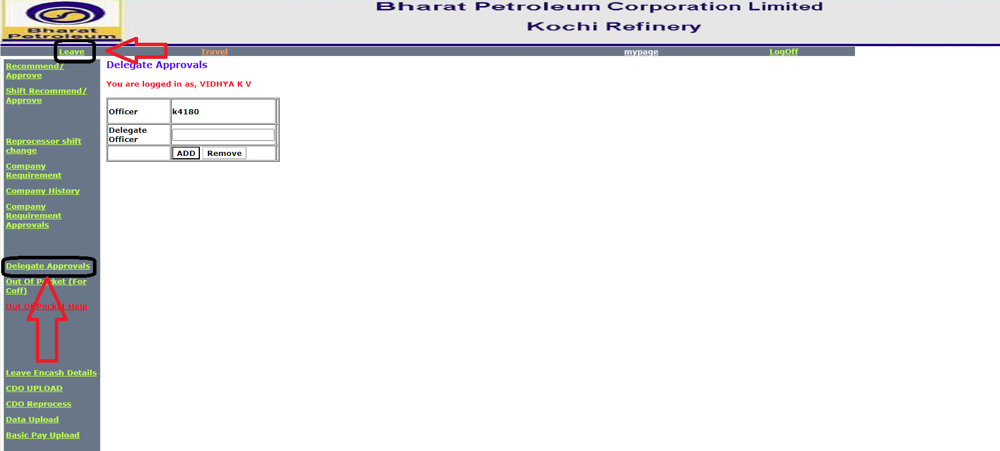 Bharat Petroleum Corporation Limited
Kochi Refinery
Bharat
Petroleum
Leave
Travel
mypage
LogOff
Recommend/
Approve
Shift Recommend/
Approve
Reprocessor shift
change
Company
Requirement
Company History
Company
Requirement
Approvals
Delegate Approvals
Out Of Pocket (For
Coff)
Out Of Pocket Help
Leave Encash Details
CDO UPLOAD
CDO Reprocess
Data Upload
Basic Pay Upload
Delegate Approvals
You are logged in as, VIDHYA K V
Officer k4180
Delegate
Officer
ADD Remove